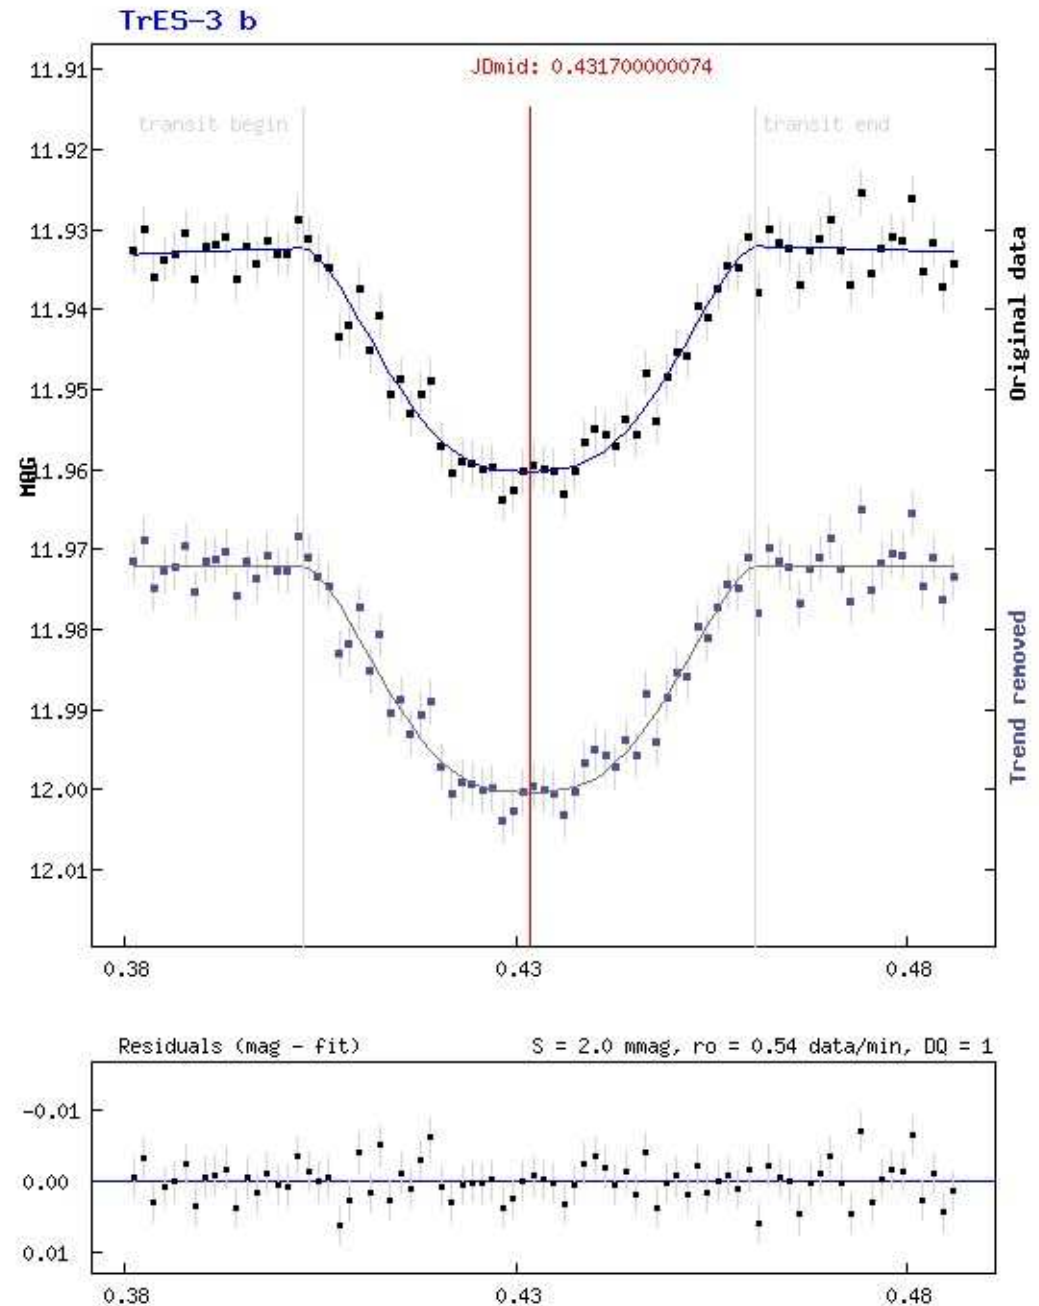 TrES-3 b
JDmid: 0.431700000074
transit begin
transit end
11.91
11.92
11.93
11.94
11.95
11.96
11.97
11.98
11.99
12.00
12.01
MAG
Original data
Trend removed
0.38
0.43
0.48
Residuals (mag - fit)
S = 2.0 mmag, ro = 0.54 data/min, DQ = 1
-0.01
0.00
0.01
0.38
0.43
0.48